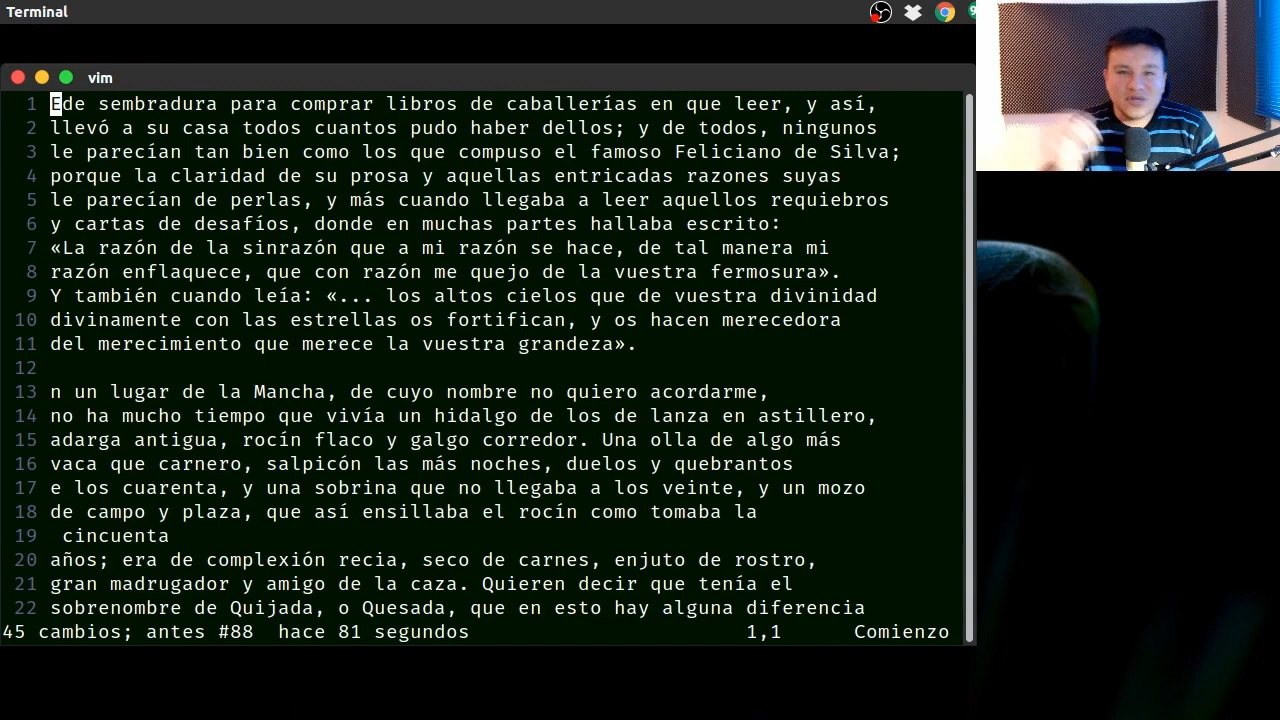 Terminal
9
vim
1 Ede sembradura para comprar libros de caballerías en que leer, y así,
2 llevó a su casa todos cuantos pudo haber dellos; y de todos, ningunos
3 le parecían tan bien como los que compuso el famoso Feliciano de Silva;
4 porque la claridad de su prosa y aquellas entricadas razones suyas
5 le parecían de perlas, y más cuando llegaba a leer aquellos requiebros
6 y cartas de desafíos, donde en muchas partes hallaba escrito:
7 «La razón de la sinrazón que a mi razón se hace, de tal manera mi
8 razón enflaquece, que con razón me quejo de la vuestra fermosura».
9 Y también cuando leía: «... los altos cielos que de vuestra divinidad
10 divinamente con las estrellas os fortifican, y os hacen merecedora
11 del merecimiento que merece la vuestra grandeza».
12
13 n un lugar de la Mancha, de cuyo nombre no quiero acordarme,
14 no ha mucho tiempo que vivía un hidalgo de los de lanza en astillero,
15 adarga antigua, rocín flaco y galgo corredor. Una olla de algo más
16 vaca que carnero, salpicón las más noches, duelos y quebrantos
17 e los cuarenta, y una sobrina que no llegaba a los veinte, y un mozo
18 de campo y plaza, que así ensillaba el rocín como tomaba la
19 cincuenta
20 años; era de complexión recia, seco de carnes, enjuto de rostro,
21 gran madrugador y amigo de la caza. Quieren decir que tenía el
22 sobrenombre de Quijada, o Quesada, que en esto hay alguna diferencia
45 cambios; antes #88 hace 81 segundos 1,1 Comienzo